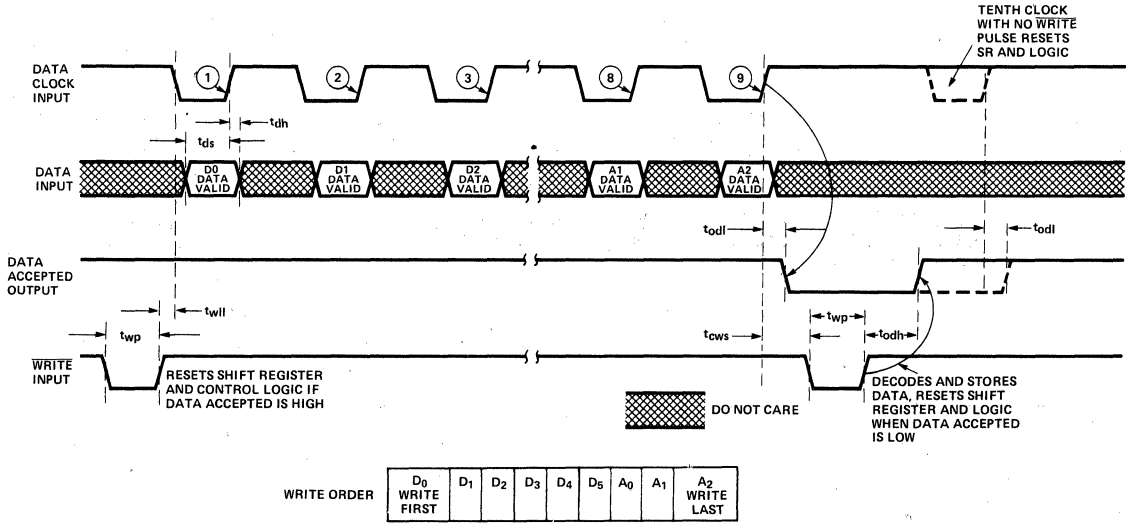 TENTH CLOCK
WITH NO WRITE
PULSE RESETS
SR AND LOGIC
DATA
CLOCK
INPUT
1
2
3
8
9
tdh
tds
DATA
INPUT
D0
DATA
VALID
D1
DATA
VALID
D2
DATA
VALID
A1
DATA
VALID
A2
DATA
VALID
todl
todl
DATA
ACCEPTED
OUTPUT
twll
twp
tcws
twp
todh
WRITE
INPUT
RESETS SHIFT REGISTER
AND CONTROL LOGIC IF
DATA ACCEPTED IS HIGH
DO NOT CARE
DECODES AND STORES
DATA, RESETS SHIFT
REGISTER AND LOGIC
WHEN DATA ACCEPTED
IS LOW
WRITE ORDER
D0
WRITE
FIRST
D1 D2 D3 D4 D5 A0 A1
A2
WRITE
LAST